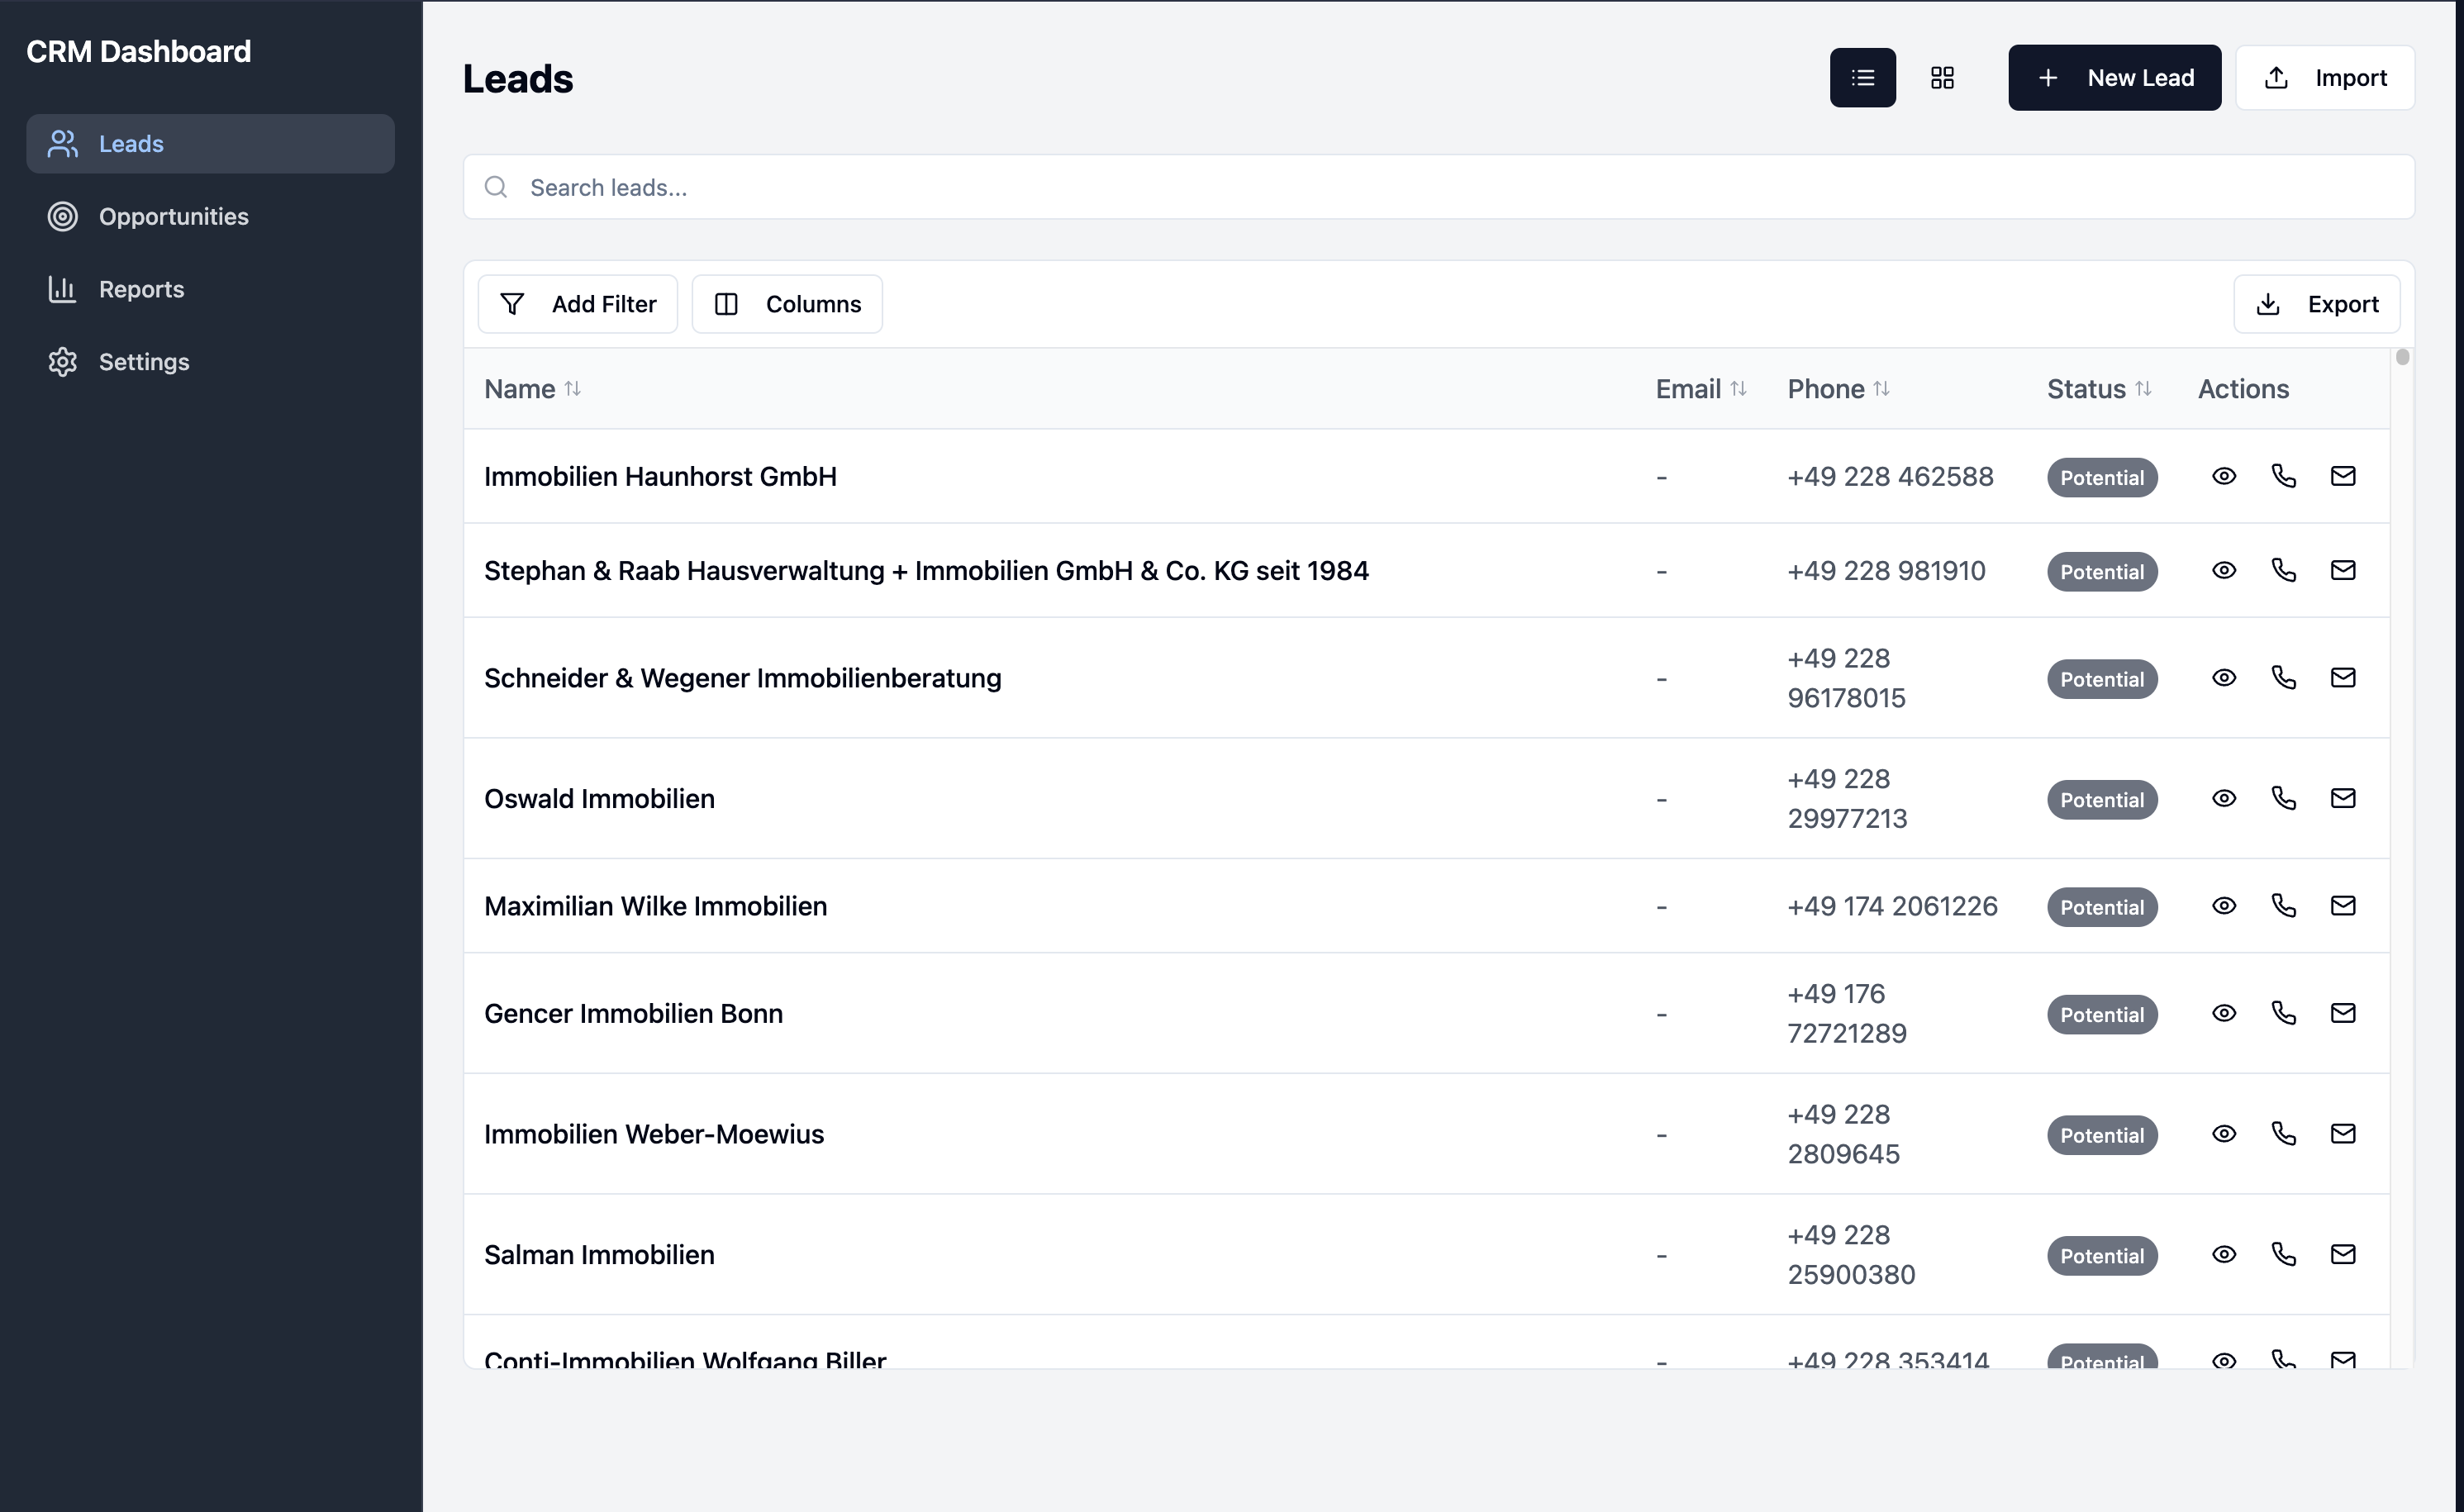 CRM Dashboard
Leads
Opportunities
Reports
Settings
Leads
New Lead
Import
Search leads...
Add Filter
Columns
Export
Name Email Phone Status Actions
Immobilien Haunhorst GmbH - +49 228 462588 Potential
Stephan & Raab Hausverwaltung + Immobilien GmbH & Co. KG seit 1984 - +49 228 981910 Potential
Schneider & Wegener Immobilienberatung - +49 228
96178015 Potential
Oswald Immobilien - +49 228
29977213 Potential
Maximilian Wilke Immobilien - +49 174 2061226 Potential
Gencer Immobilien Bonn - +49 176
72721289 Potential
Immobilien Weber-Moewius - +49 228
2809645 Potential
Salman Immobilien - +49 228
25900380 Potential
Conti-Immobilien Wolfgang Biller - +49 228 353414 Potential